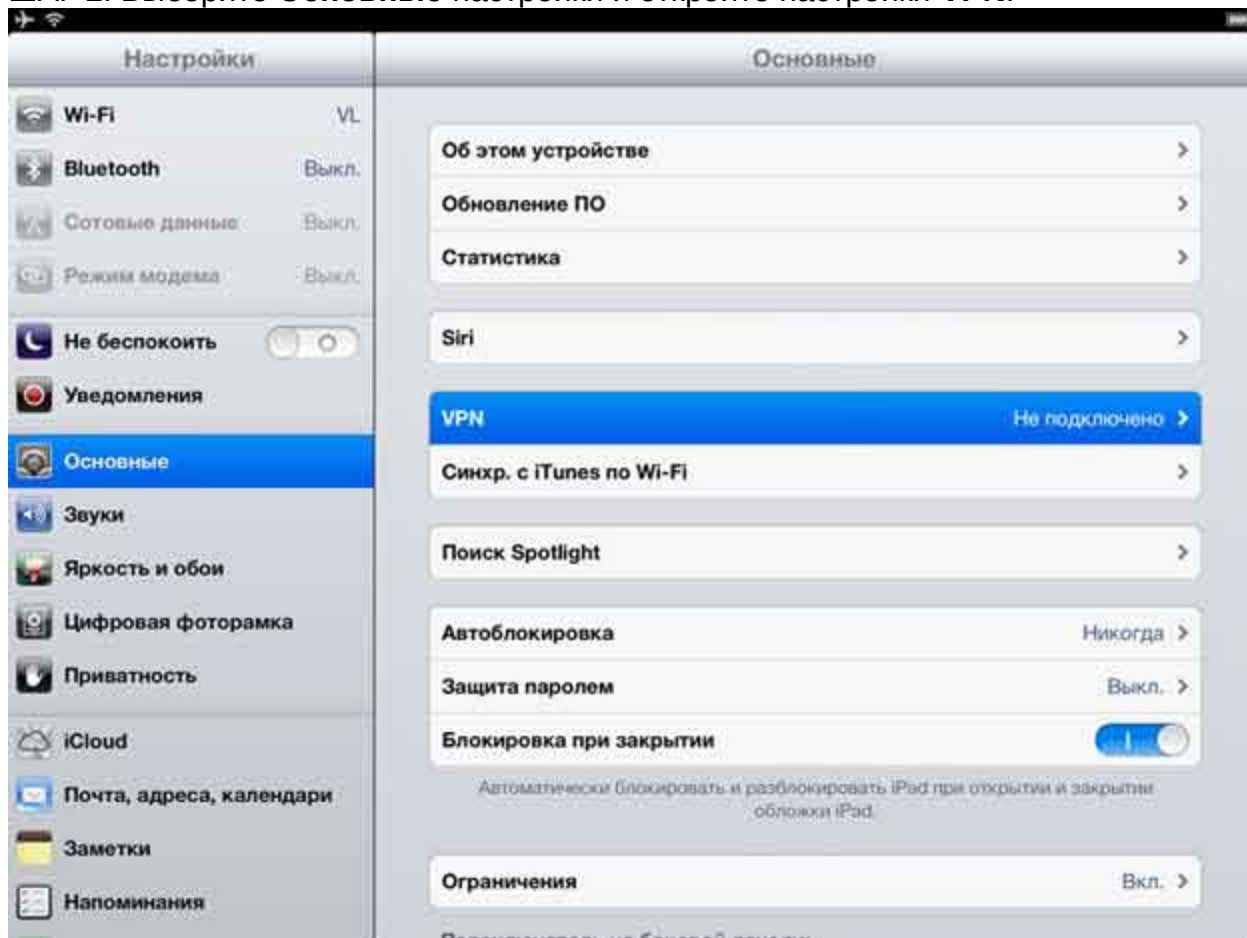 Настройки
Основные
Wi-Fi VL
Bluetooth Выкл.
Сотовые данные Выкл.
Режим модема Выкл.
Не беспокоить
Уведомления
Основные
Звуки
Яркость и обои
Цифровая фоторамка
Приватность
iCloud
Почта, адреса, календари
Заметки
Напоминания
Об этом устройстве
Обновление ПО
Статистика
Siri
VPN Не подключено
Синхр. с iTunes по Wi-Fi
Поиск Spotlight
Автоблокировка Никогда
Защита паролем Выкл.
Блокировка при закрытии
Автоматически блокировать и разблокировать iPad при открытии и закрытии
обложки iPad.
Ограничения Вкл.